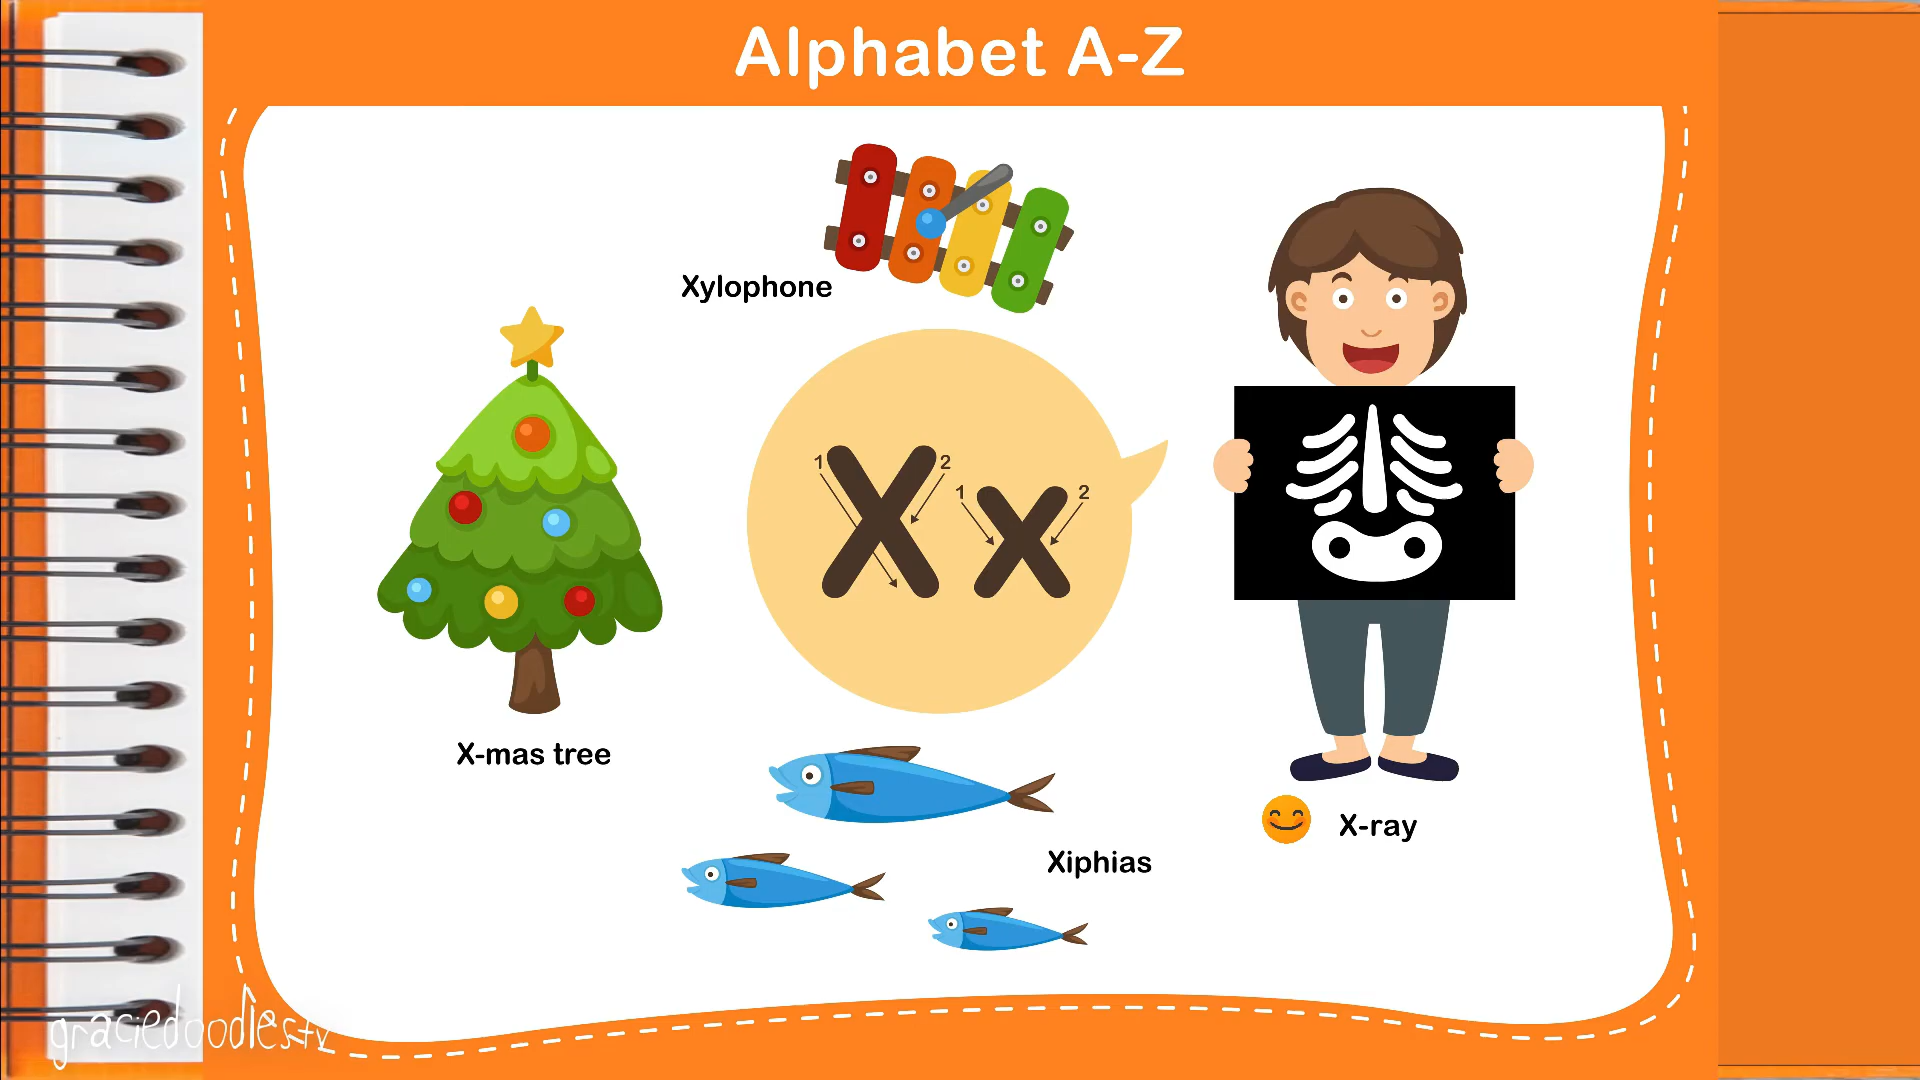 Alphabet A-Z
Xylophone
X x
1 2
1 2
X-mas tree
Xiphias
X-ray
graciedoodlestv